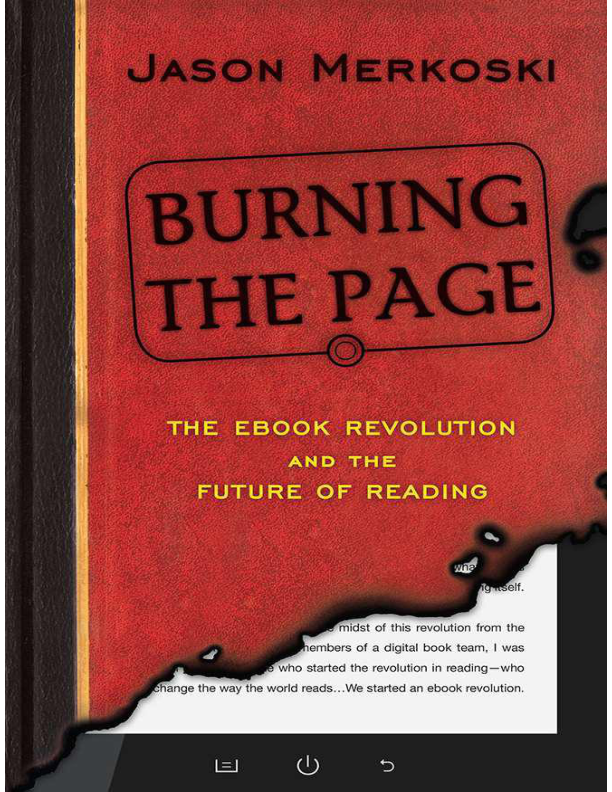 JASON MERKOSKI
BURNING
THE PAGE
THE EBOOK REVOLUTION
AND THE
FUTURE OF READING
itself.
midst of this revolution from the
members of a digital book team, I was
who started the revolution in reading—who
change the way the world reads...We started an ebook revolution.